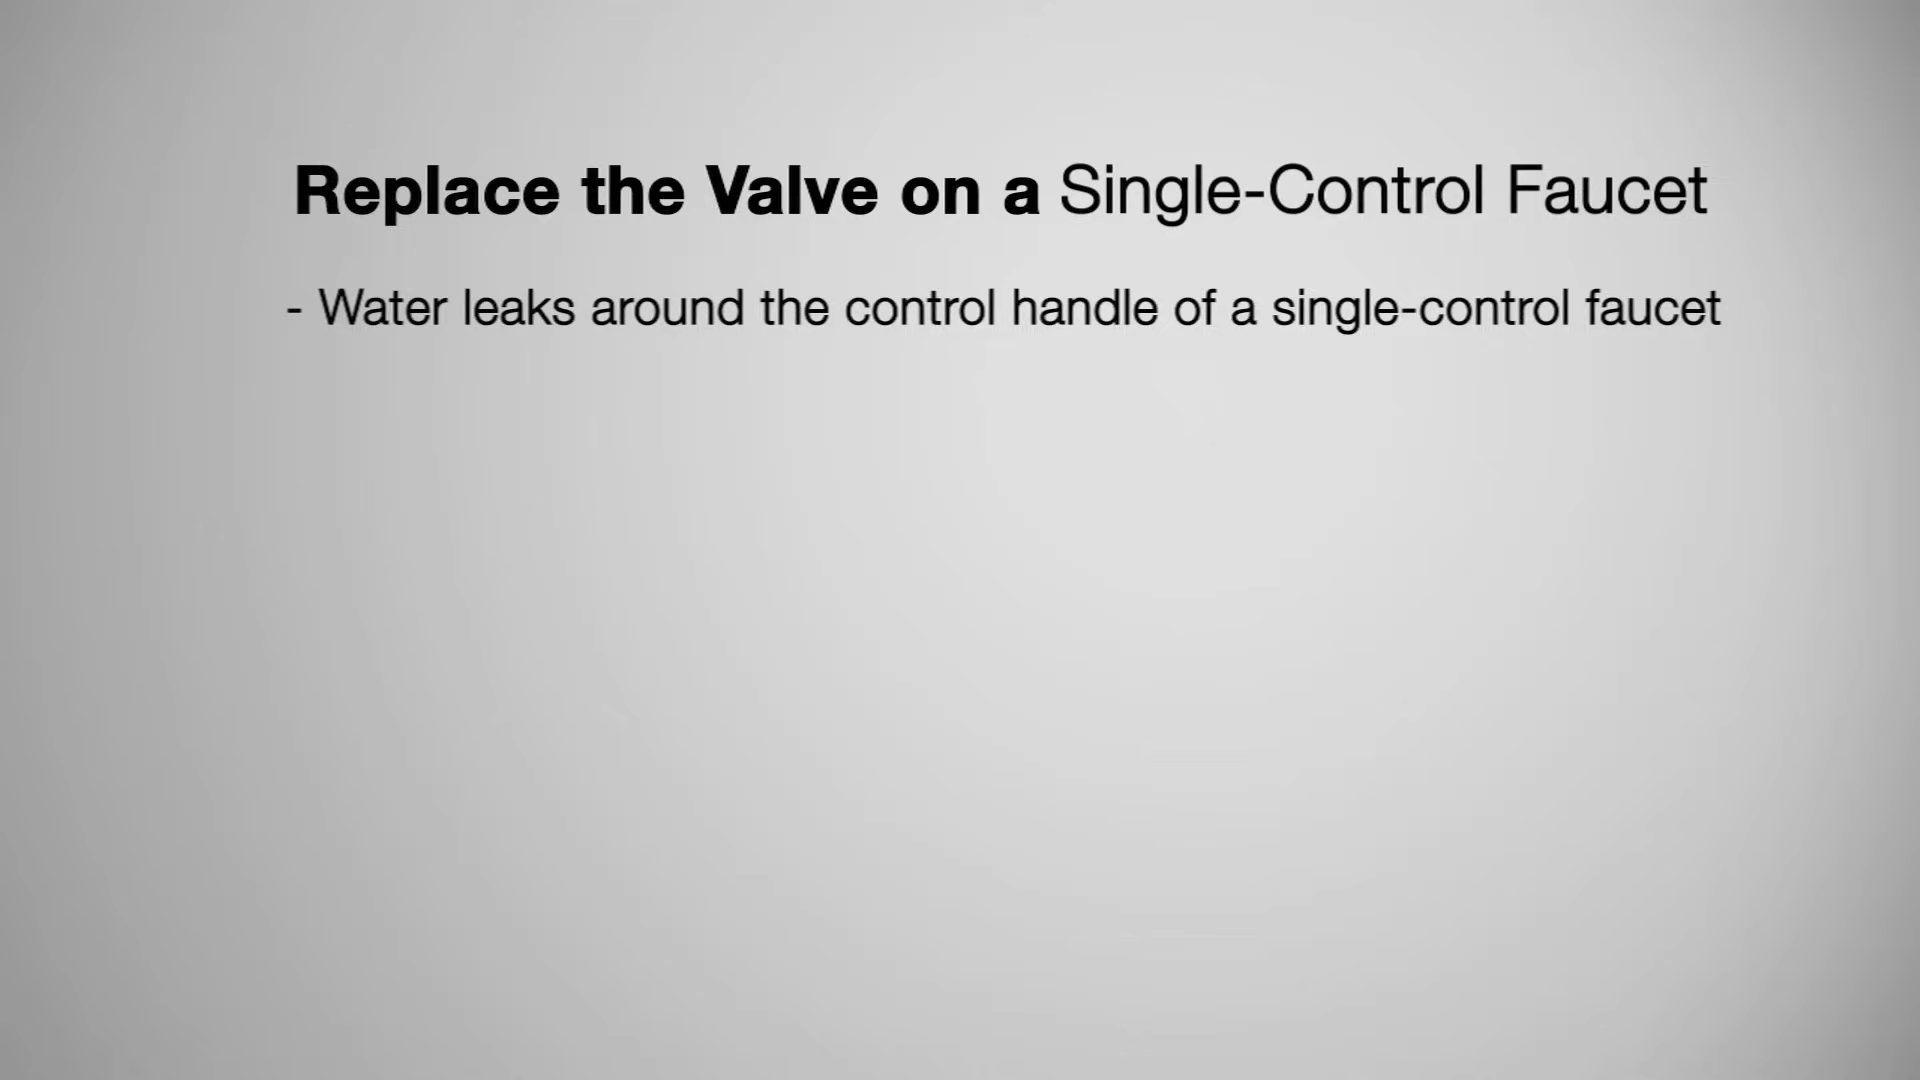 Replace the Valve on a Single-Control Faucet
- Water leaks around the control handle of a single-control faucet